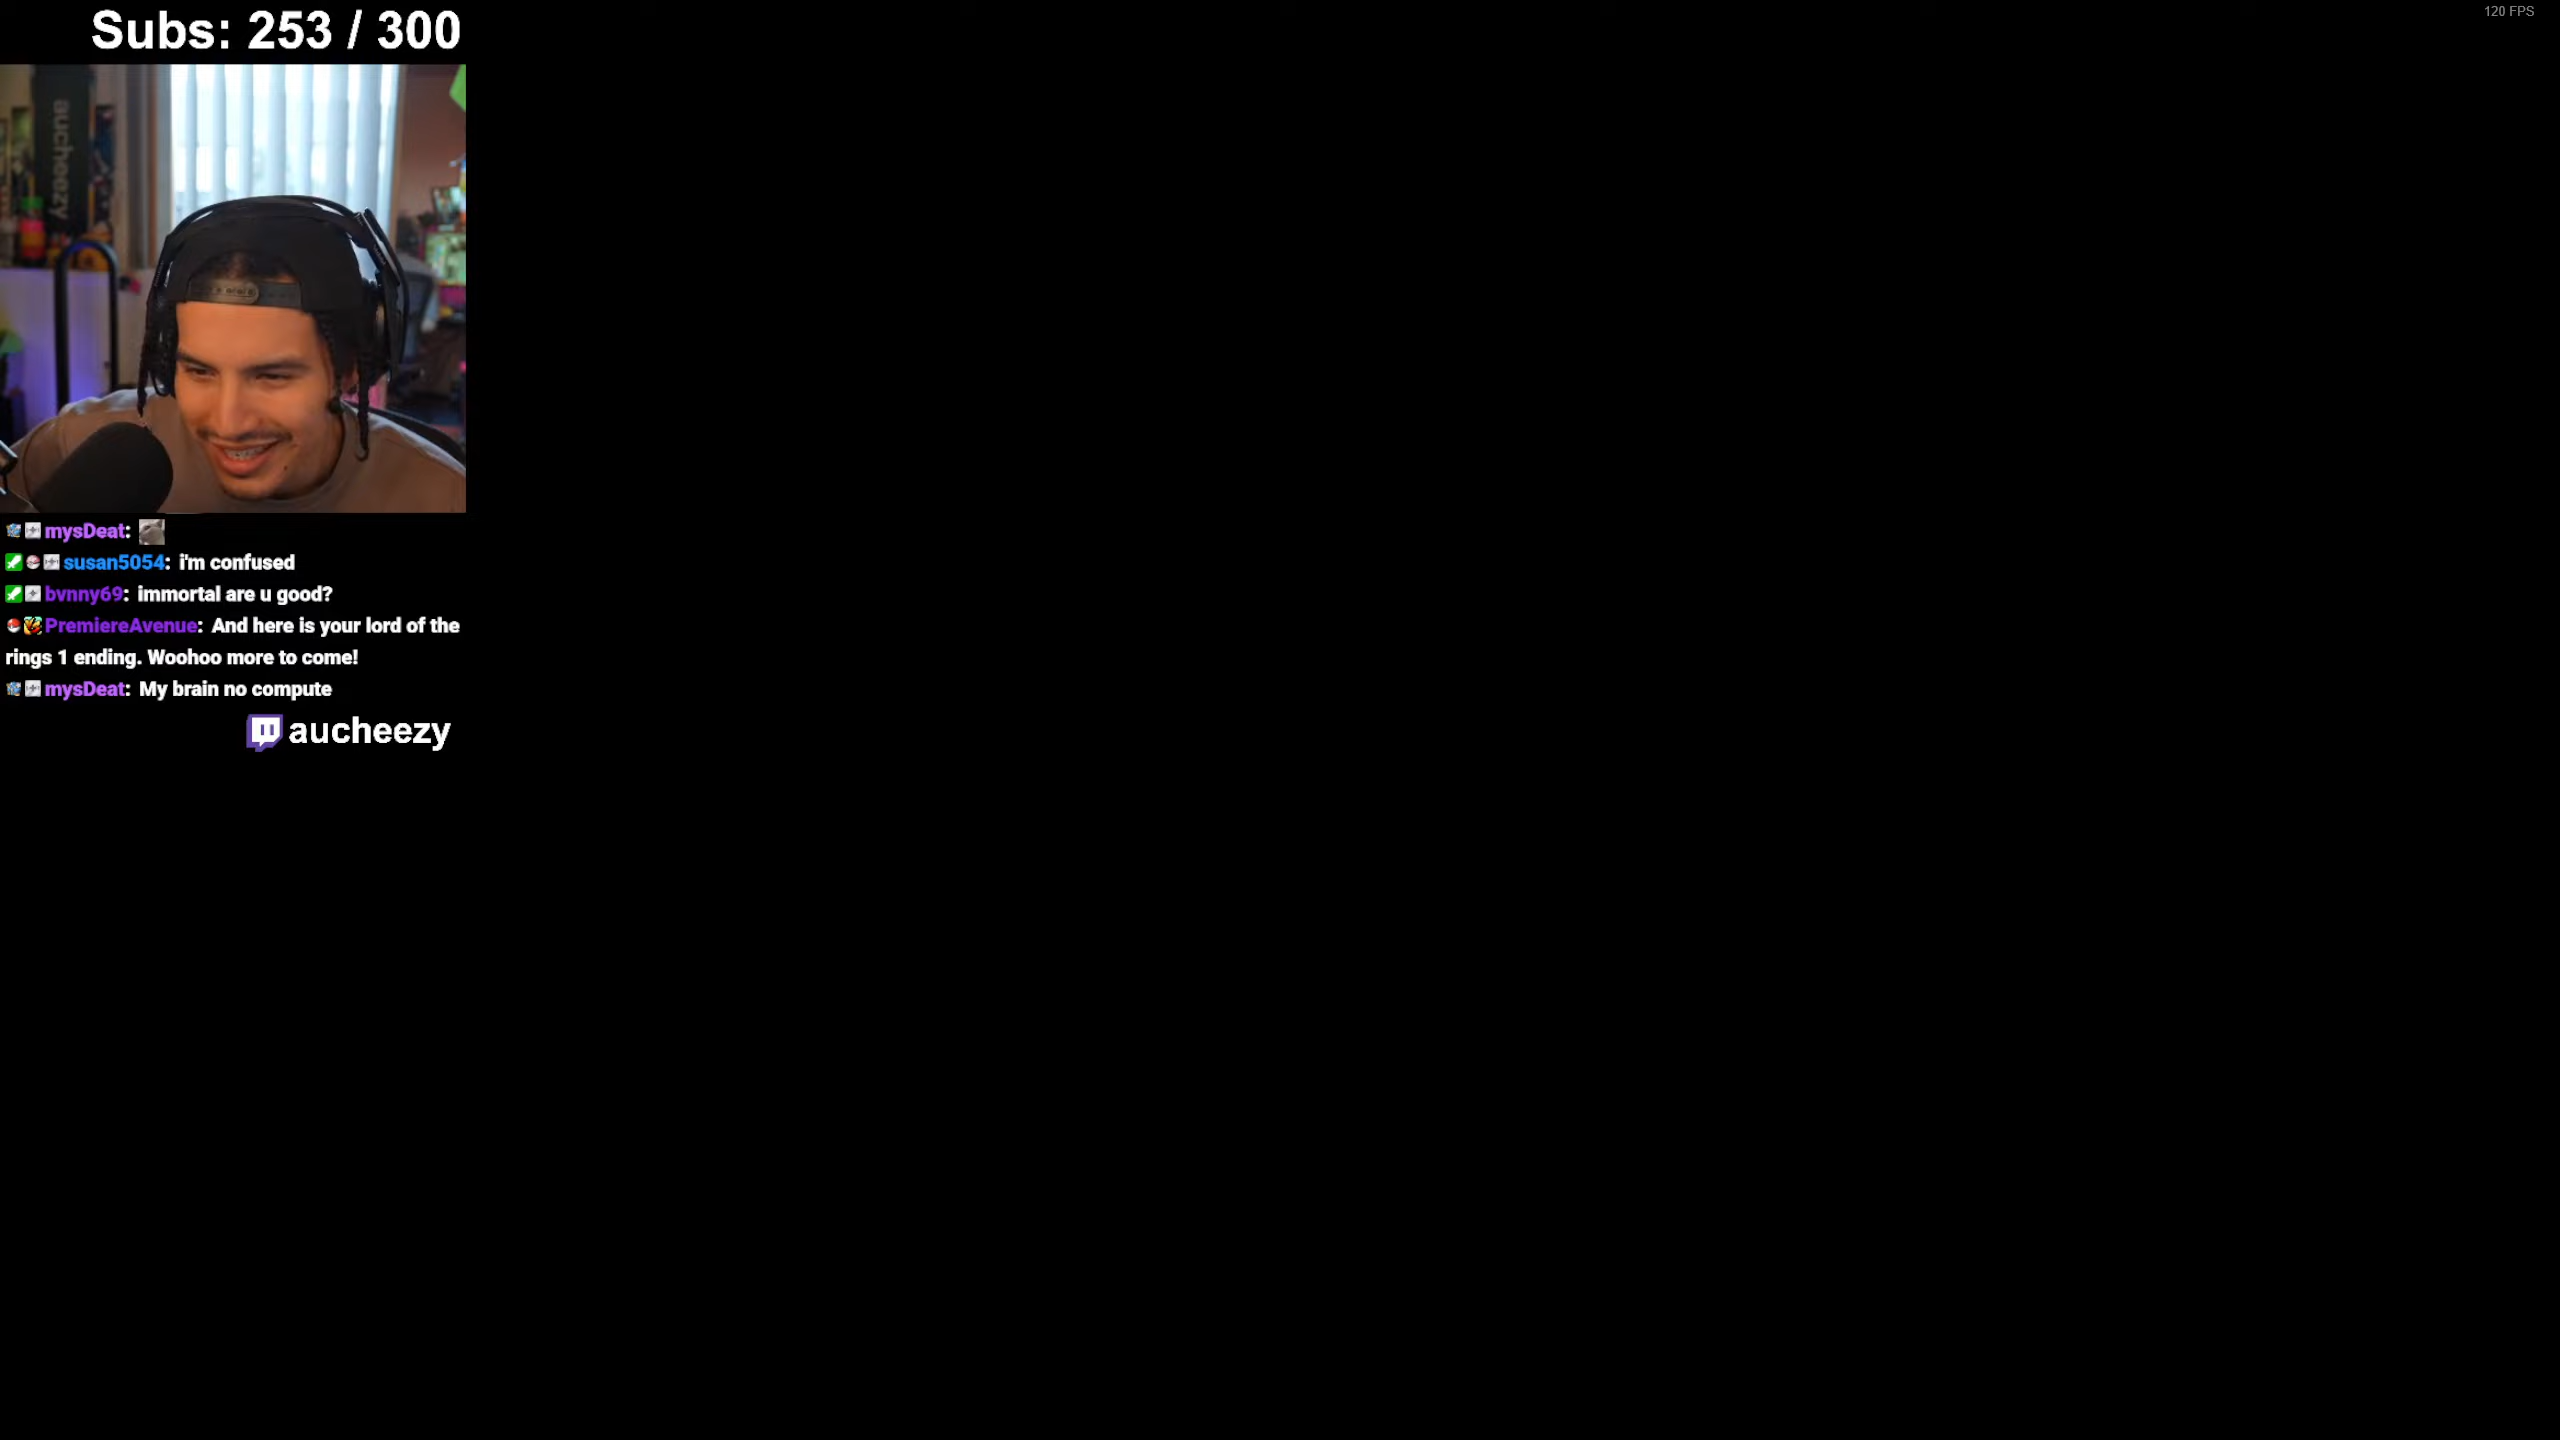 Subs: 253 / 300
120 FPS
aucheezy
mysDeat:
susan5054: i'm confused
bvnny69: immortal are u good?
PremiereAvenue: And here is your lord of the
rings 1 ending. Woohoo more to come!
mysDeat: My brain no compute
aucheezy